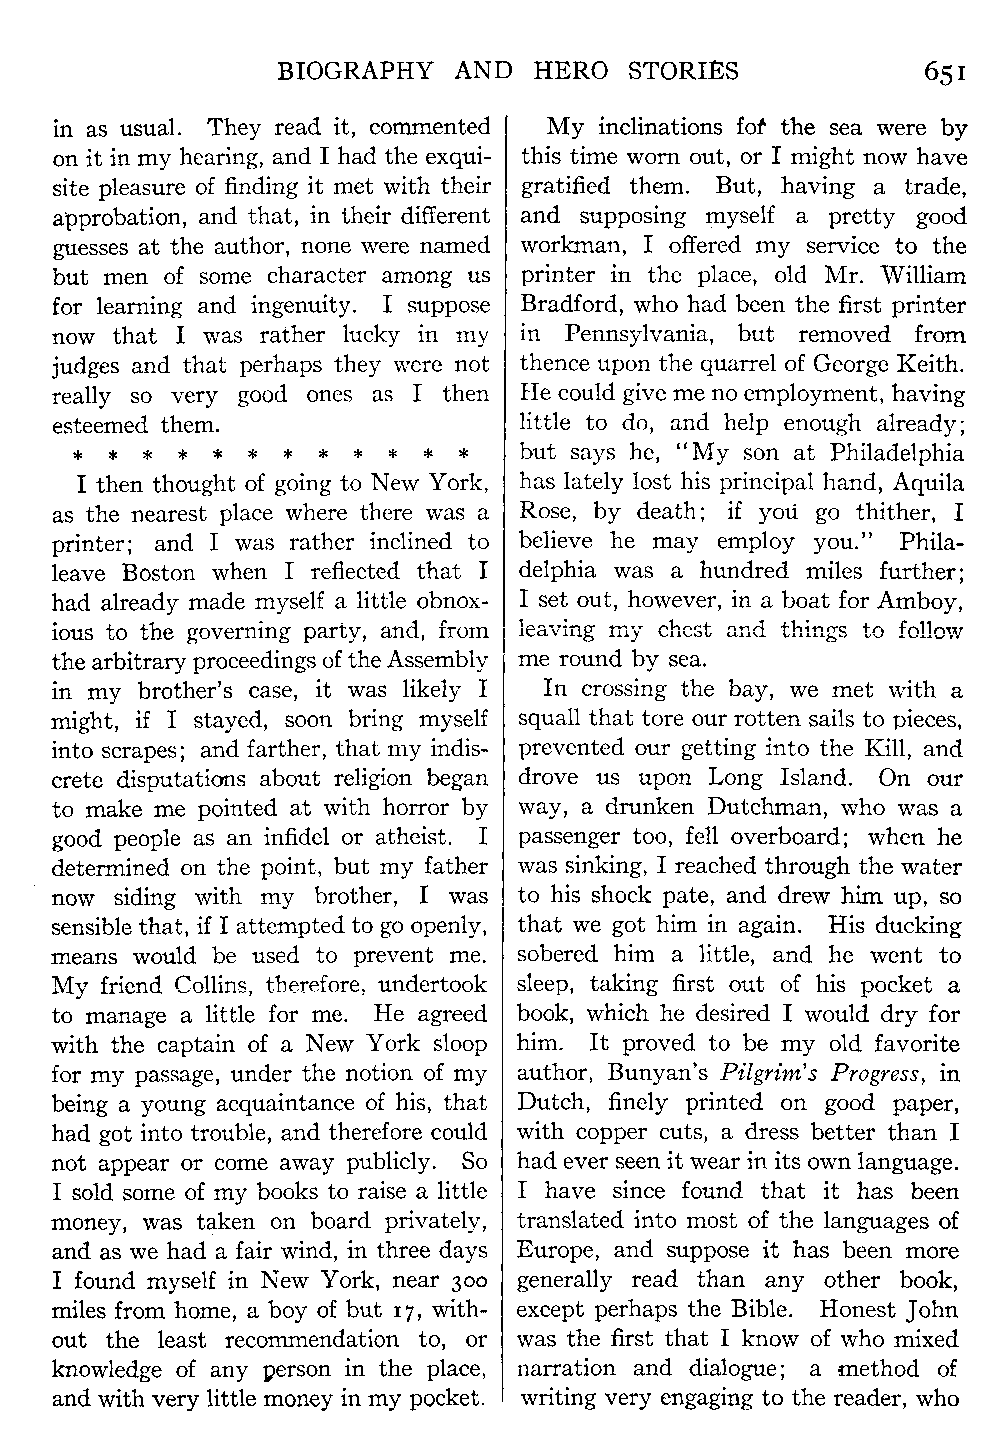 BIOGRAPHY AND HERO STORIES 651
in as usual. They read it, commented
on it in my hearing, and I had the exqui-
site pleasure of finding it met with their
approbation, and that, in their different
guesses at the author, none were named
but men of some character among us
for learning and ingenuity. I suppose
now that I was rather lucky in my
judges and that perhaps they were not
really so very good ones as I then
esteemed them.
* * * * * * * * * * * *
I then thought of going to New York,
as the nearest place where there was a
printer; and I was rather inclined to
leave Boston when I reflected that I
had already made myself a little obnox-
ious to the governing party, and, from
the arbitrary proceedings of the Assembly
in my brother's case, it was likely I
might, if I stayed, soon bring myself
into scrapes; and farther, that my indis-
crete disputations about religion began
to make me pointed at with horror by
good people as an infidel or atheist. I
determined on the point, but my father
now siding with my brother, I was
sensible that, if I attempted to go openly,
means would be used to prevent me.
My friend Collins, therefore, undertook
to manage a little for me. He agreed
with the captain of a New York sloop
for my passage, under the notion of my
being a young acquaintance of his, that
had got into trouble, and therefore could
not appear or come away publicly. So
I sold some of my books to raise a little
money, was taken on board privately,
and as we had a fair wind, in three days
I found myself in New York, near 300
miles from home, a boy of but 17, with-
out the least recommendation to, or
knowledge of any person in the place,
and with very little money in my pocket.
My inclinations for the sea were by
this time worn out, or I might now have
gratified them. But, having a trade,
and supposing myself a pretty good
workman, I offered my service to the
printer in the place, old Mr. William
Bradford, who had been the first printer
in Pennsylvania, but removed from
thence upon the quarrel of George Keith.
He could give me no employment, having
little to do, and help enough already;
but says he, "My son at Philadelphia
has lately lost his principal hand, Aquila
Rose, by death; if you go thither, I
believe he may employ you." Phila-
delphia was a hundred miles further;
I set out, however, in a boat for Amboy,
leaving my chest and things to follow
me round by sea.
In crossing the bay, we met with a
squall that tore our rotten sails to pieces,
prevented our getting into the Kill, and
drove us upon Long Island. On our
way, a drunken Dutchman, who was a
passenger too, fell overboard; when he
was sinking, I reached through the water
to his shock pate, and drew him up, so
that we got him in again. His ducking
sobered him a little, and he went to
sleep, taking first out of his pocket a
book, which he desired I would dry for
him. It proved to be my old favorite
author, Bunyan's Pilgrim's Progress, in
Dutch, finely printed on good paper,
with copper cuts, a dress better than I
had ever seen it wear in its own language.
I have since found that it has been
translated into most of the languages of
Europe, and suppose it has been more
generally read than any other book,
except perhaps the Bible. Honest John
was the first that I know of who mixed
narration and dialogue; a method of
writing very engaging to the reader, who